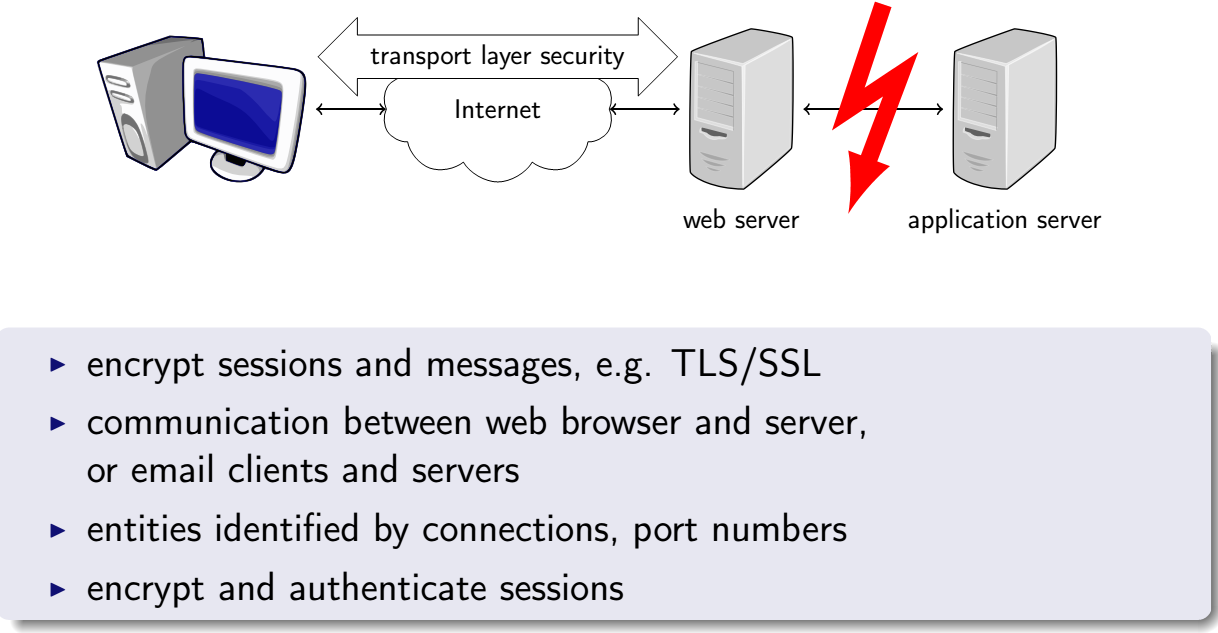 transport layer security
Internet
web server
application server
encrypt sessions and messages, e.g. TLS/SSL
communication between web browser and server,
or email clients and servers
entities identified by connections, port numbers
encrypt and authenticate sessions